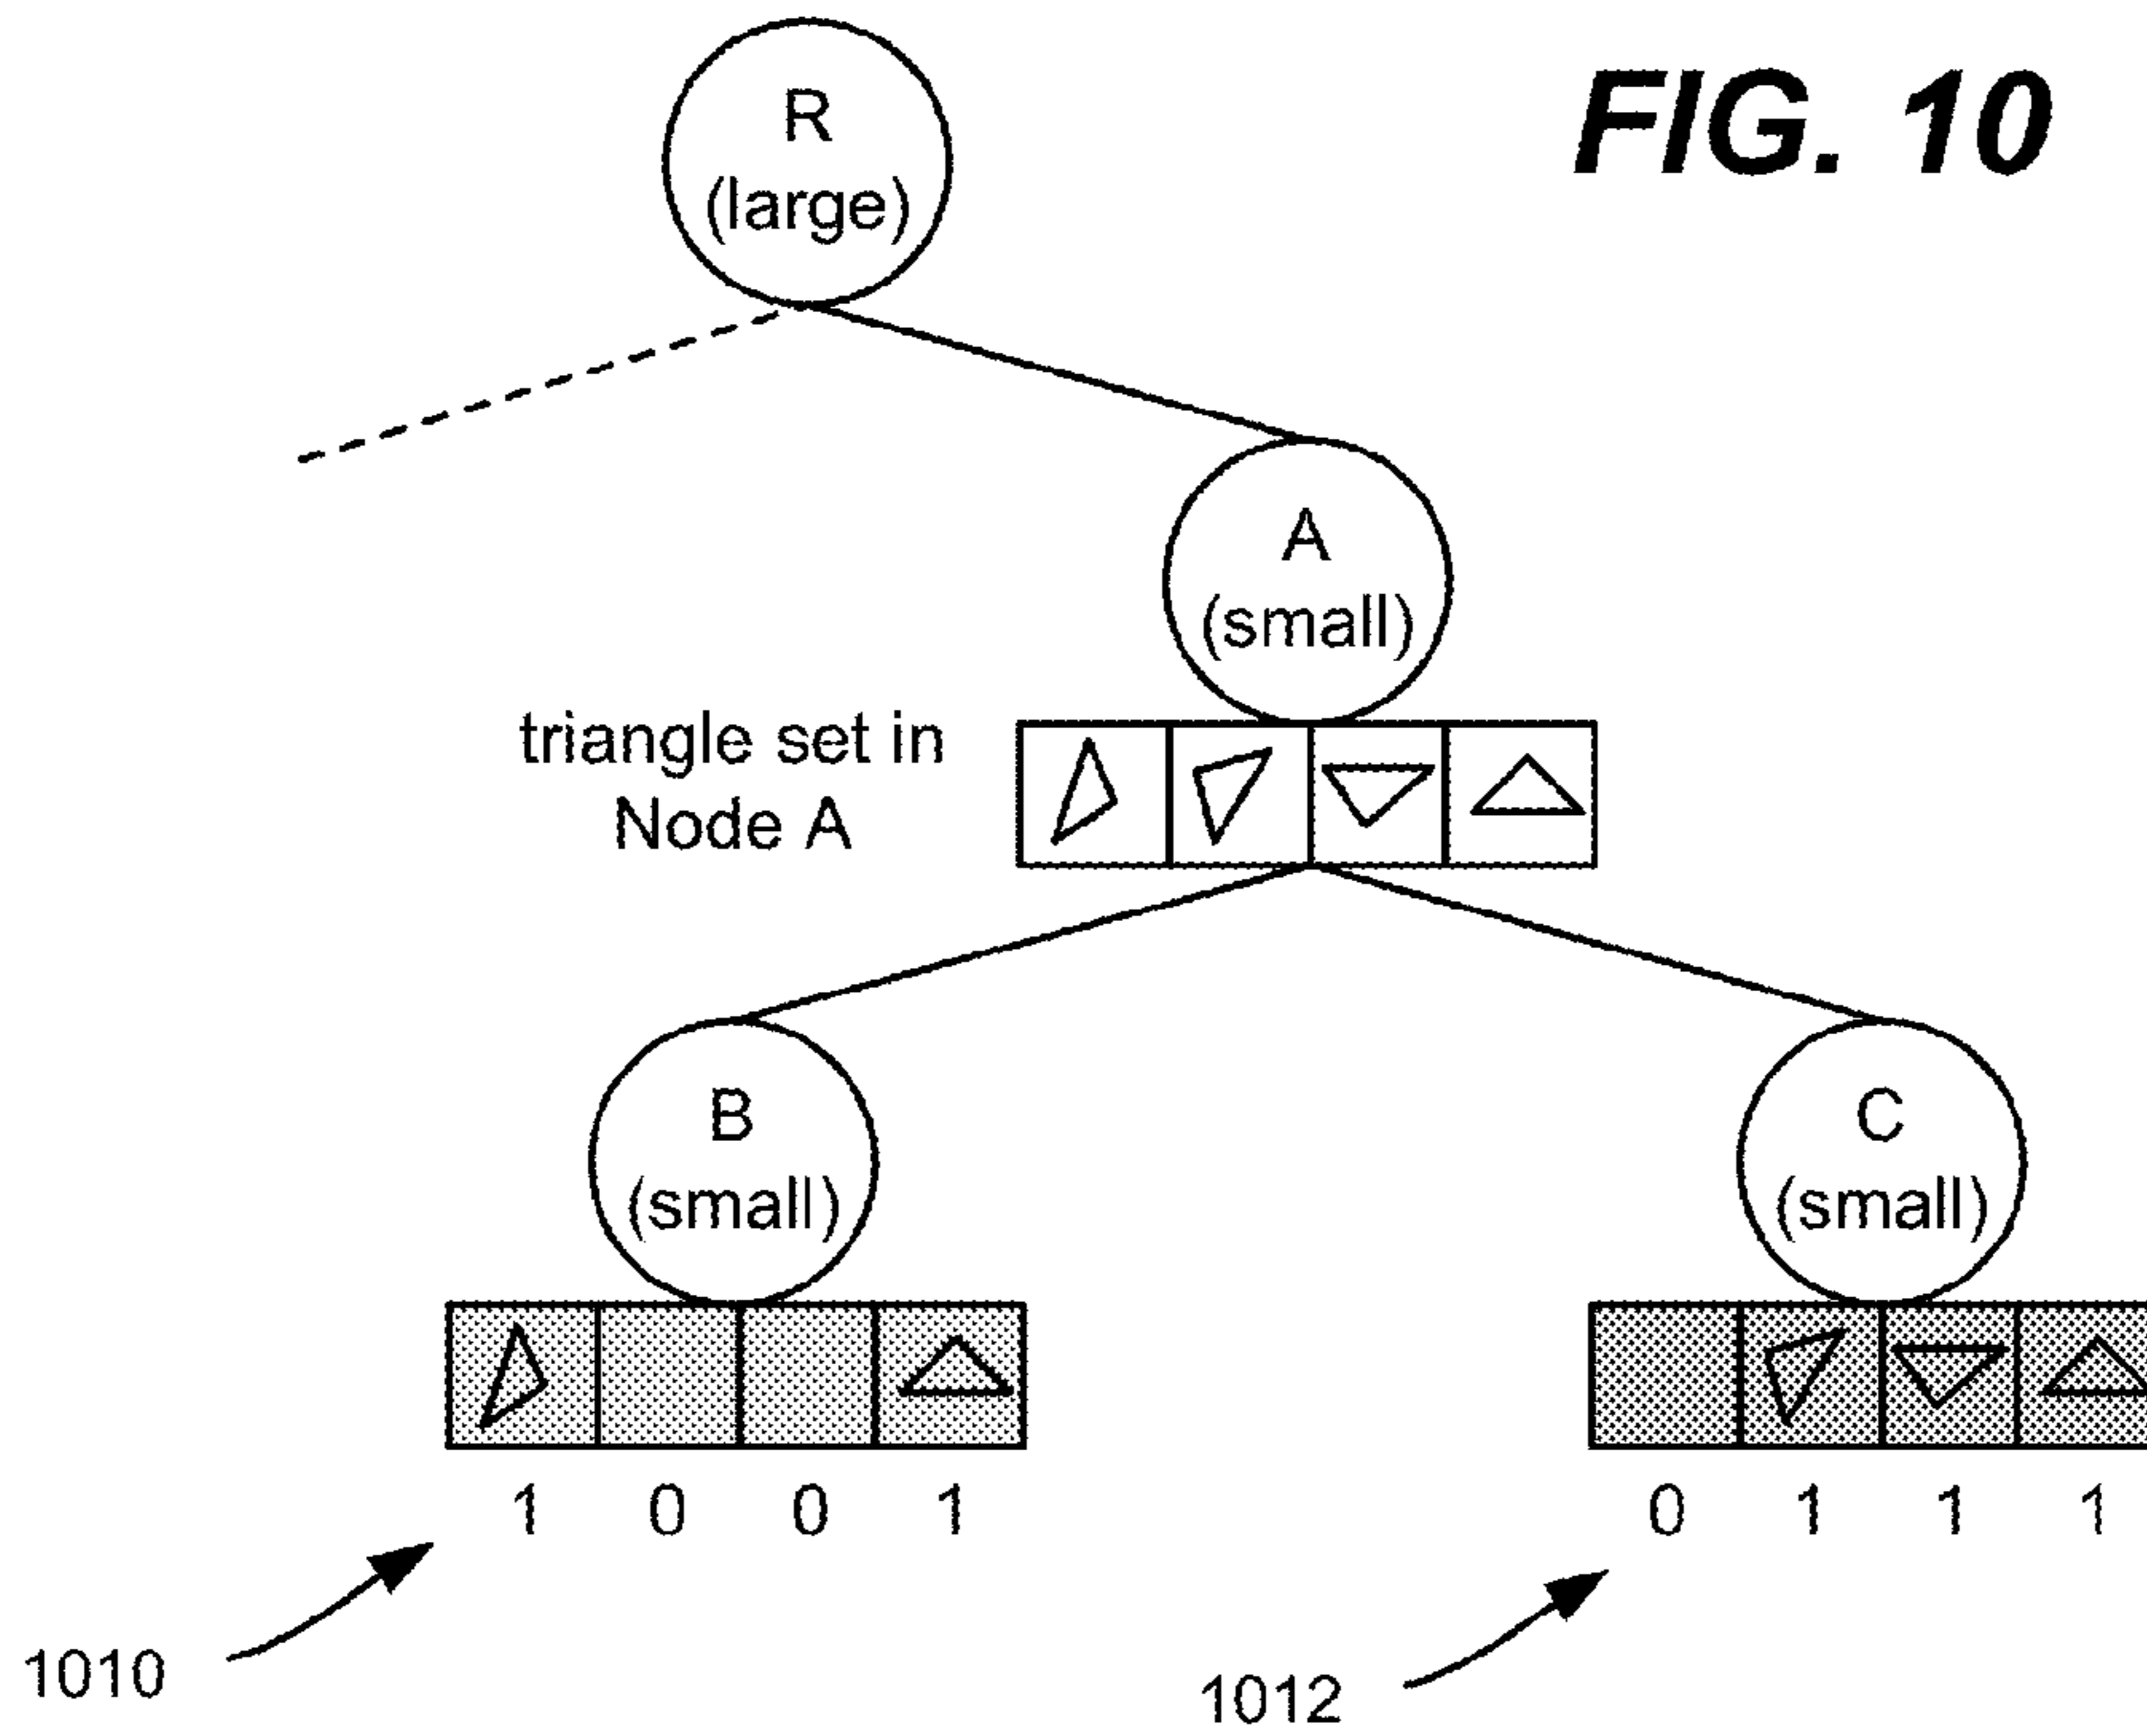 FIG. 10
R
(large)
A
(small)
triangle set in
Node A
B
(small)
C
(small)
1 0 0 1
0 1 1 1
1010
1012